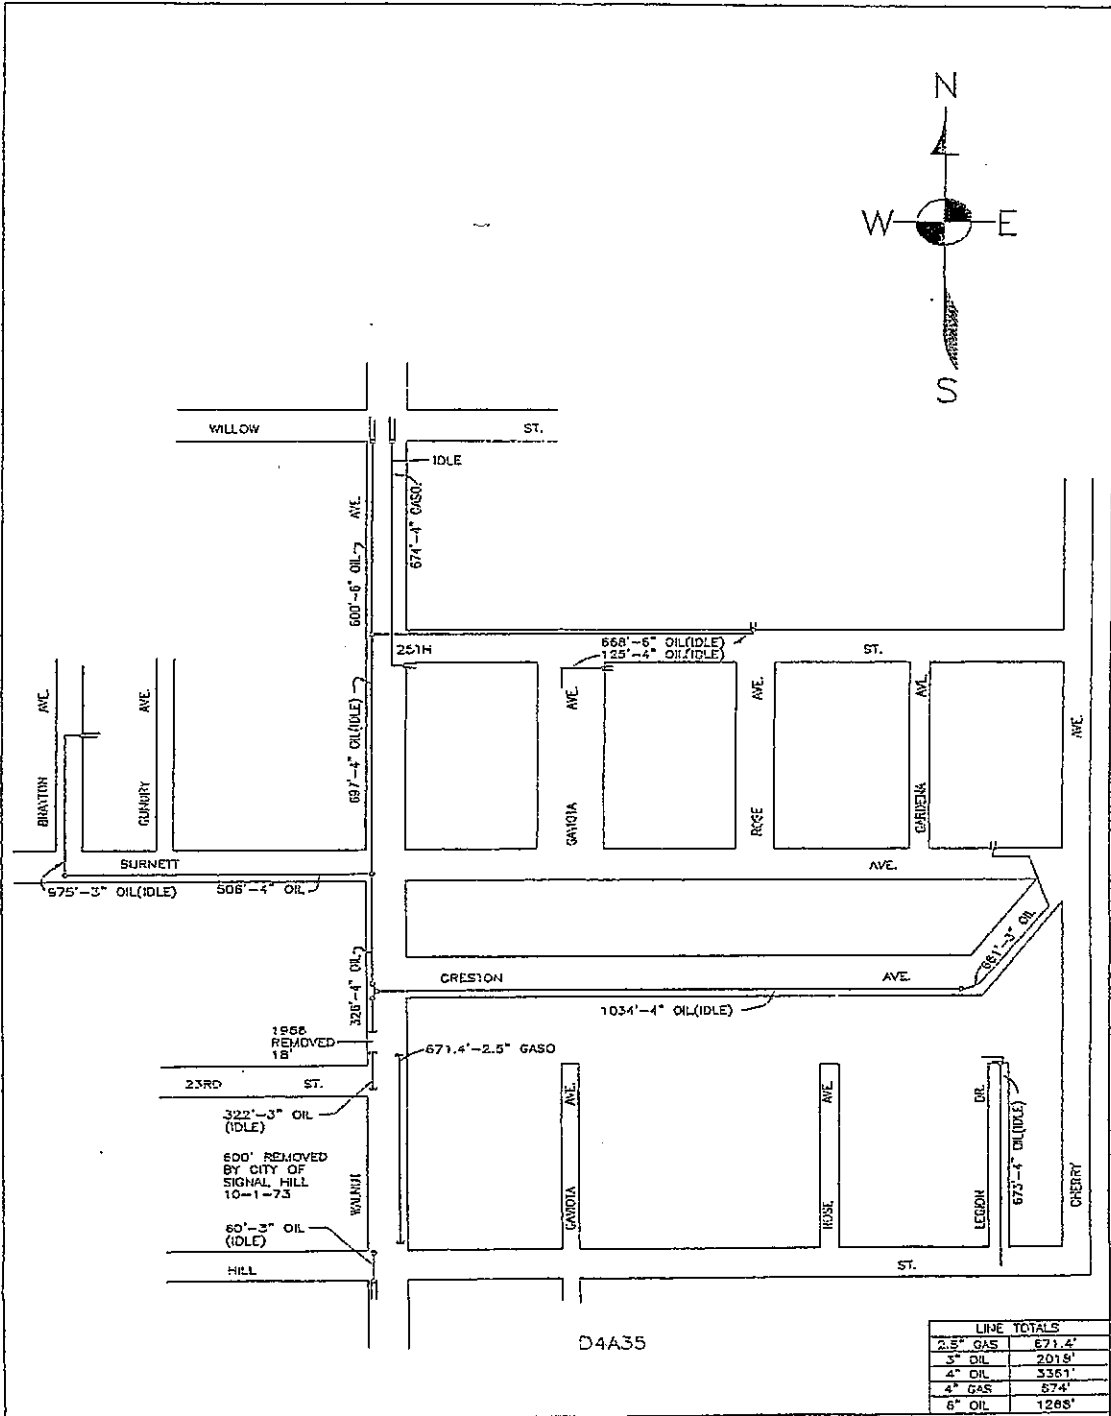 N
W E
S
WILLOW ST.
IDLE
AVE.
674'-4" GASO.
600'-6" OIL
668'-6" OIL(IDLE)
125'-4" OIL(IDLE)
25TH ST.
697'-4" OIL(IDLE)
BRAYTON AVE.
GUNDRY AVE.
GAVIOTA AVE.
ROSE AVE.
GARDENA AVE.
AVE.
BURNETT AVE.
975'-3" OIL(IDLE)
506'-4" OIL
661'-3" OIL
326'-4" OIL
CRESTON AVE.
1034'-4" OIL(IDLE)
1968
REMOVED
18'
671.4'-2.5" GASO
23RD ST.
322'-3" OIL
(IDLE)
600' REMOVED
BY CITY OF
SIGNAL HILL
10-1-73
WALNUT
GAVIOTA AVE.
ROSE AVE.
LEGION DR.
673'-4" OIL(IDLE)
CHERRY
60'-3" OIL
(IDLE)
HILL ST.
D4A35
LINE TOTALS
2.5" GAS 671.4'
3" OIL 2018'
4" OIL 3361'
4" GAS 674'
6" OIL 1268'